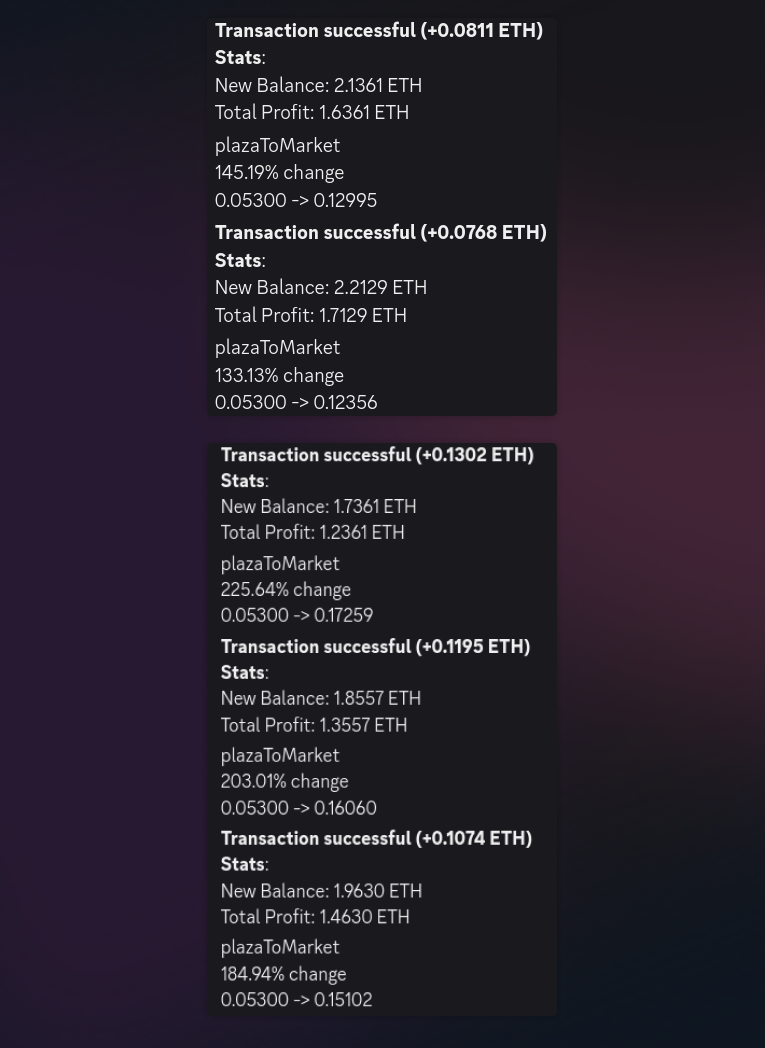 Transaction successful (+0.0811 ETH)
Stats:
New Balance: 2.1361 ETH
Total Profit: 1.6361 ETH
plazaToMarket
145.19% change
0.05300 -> 0.12995
Transaction successful (+0.0768 ETH)
Stats:
New Balance: 2.2129 ETH
Total Profit: 1.7129 ETH
plazaToMarket
133.13% change
0.05300 -> 0.12356
Transaction successful (+0.1302 ETH)
Stats:
New Balance: 1.7361 ETH
Total Profit: 1.2361 ETH
plazaToMarket
225.64% change
0.05300 -> 0.17259
Transaction successful (+0.1195 ETH)
Stats:
New Balance: 1.8557 ETH
Total Profit: 1.3557 ETH
plazaToMarket
203.01% change
0.05300 -> 0.16060
Transaction successful (+0.1074 ETH)
Stats:
New Balance: 1.9630 ETH
Total Profit: 1.4630 ETH
plazaToMarket
184.94% change
0.05300 -> 0.15102